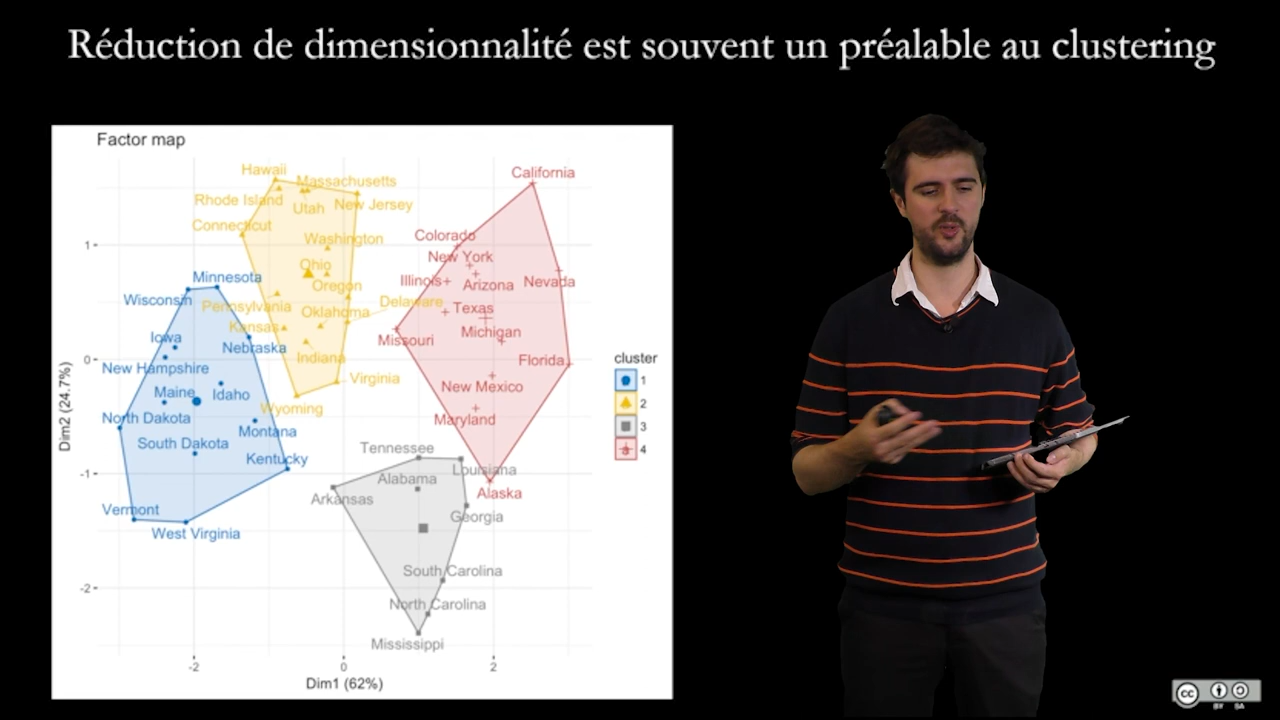 Réduction de dimensionnalité est souvent un préalable au clustering
Factor map
Hawaii
California
Massachusetts
Rhode Island
Utah
New Jersey
Connecticut
Colorado
Washington
New York
Ohio
Minnesota
Illinois
Arizona
Nevada
Oregon
Wisconsin
Delaware
Pennsylvania
Oklahoma
Texas
Kansas
Michigan
Iowa
Nebraska
Missouri
Indiana
Florida
New Hampshire
Virginia
New Mexico
Maine
Idaho
Wyoming
North Dakota
Maryland
Montana
South Dakota
Tennessee
Kentucky
Louisiana
Alabama
Alaska
Arkansas
Vermont
Georgia
West Virginia
South Carolina
North Carolina
Mississippi
1
0
-1
-2
Dim2 (24.7%)
-2
0
2
Dim1 (62%)
cluster
1
2
3
4
cc
BY SA